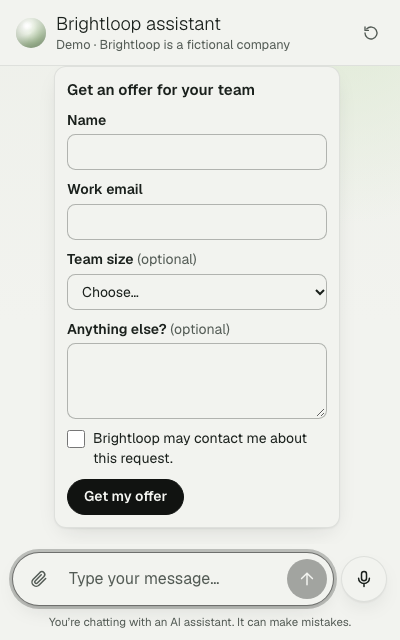 Brightloop assistant
Demo · Brightloop is a fictional company
Get an offer for your team
Name
Work email
Team size (optional)
Choose...
Anything else? (optional)
Brightloop may contact me about
this request.
Get my offer
Type your message...
You're chatting with an AI assistant. It can make mistakes.